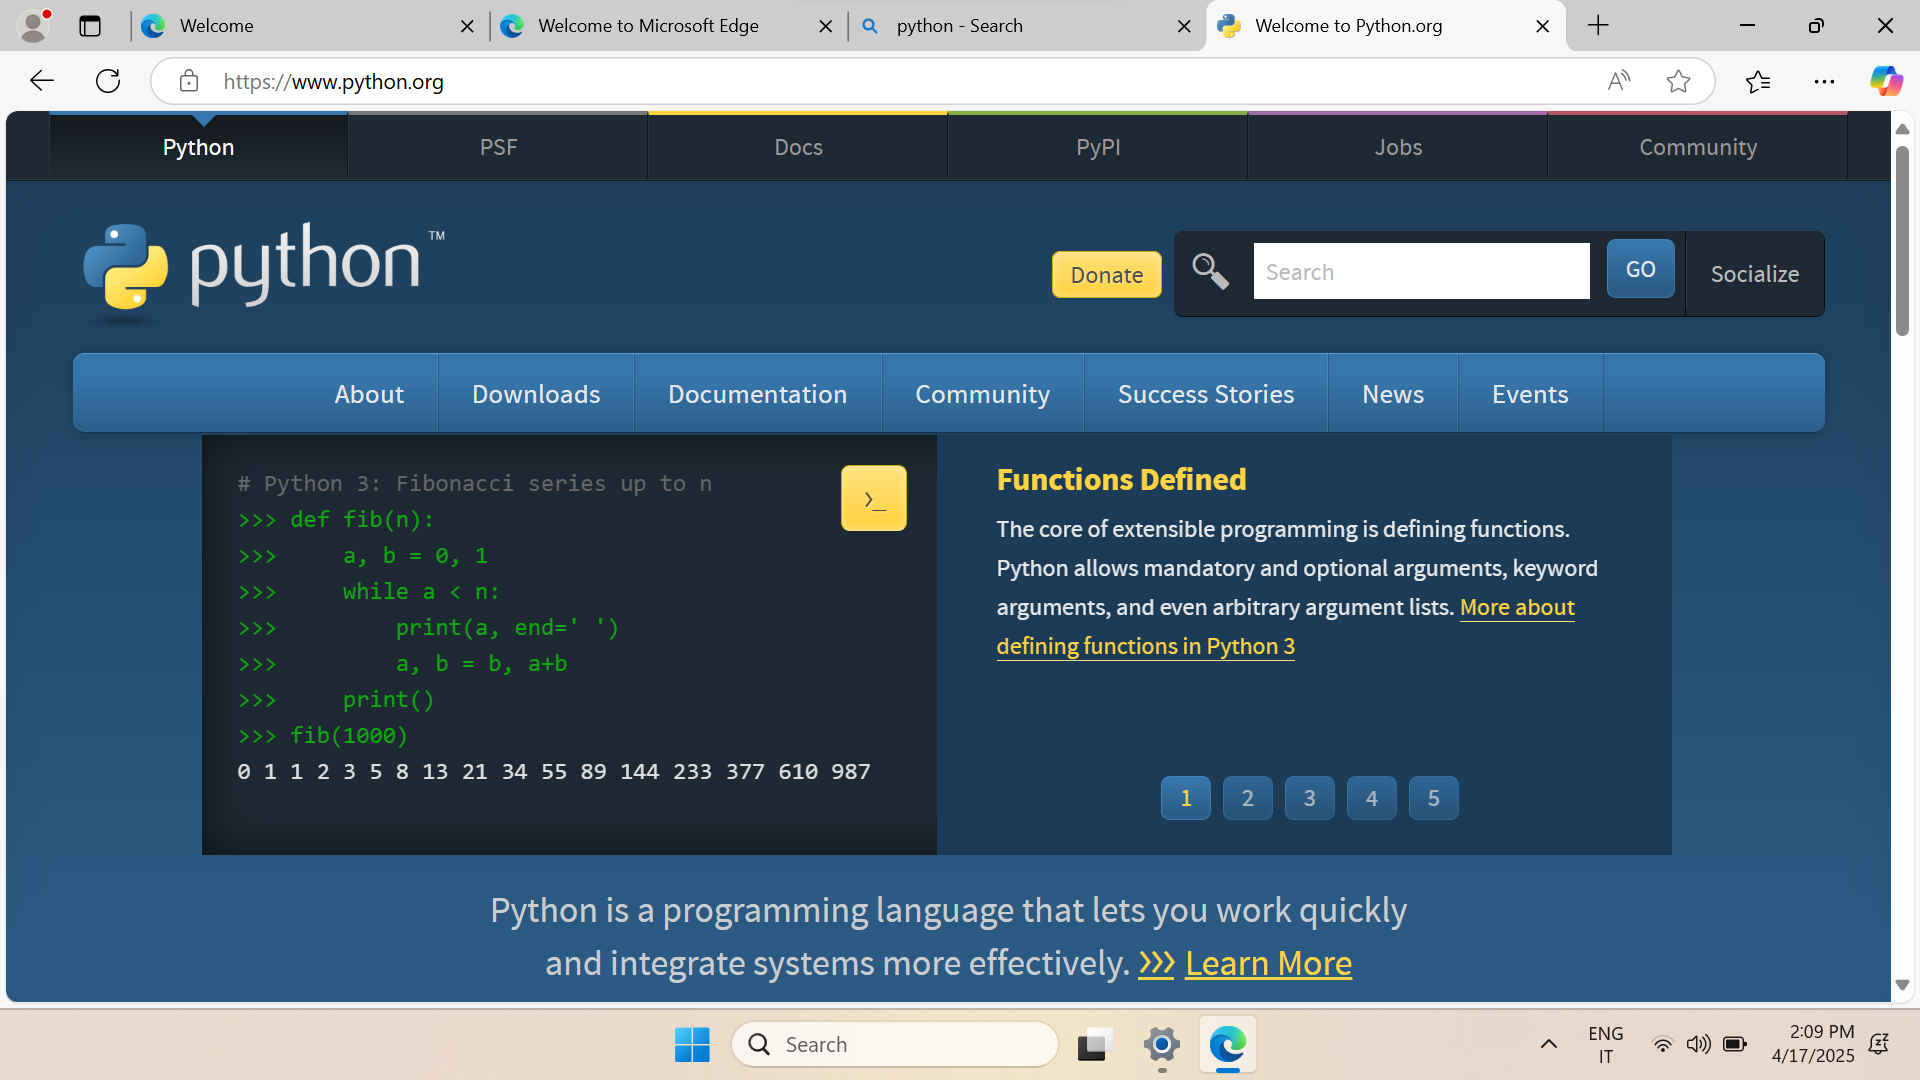 Welcome
Welcome to Microsoft Edge
python - Search
Welcome to Python.org
https://www.python.org
Python
PSF
Docs
PyPI
Jobs
Community
python™
Donate
Search
GO
Socialize
About
Downloads
Documentation
Community
Success Stories
News
Events
# Python 3: Fibonacci series up to n
>>> def fib(n):
>>>     a, b = 0, 1
>>>     while a < n:
>>>         print(a, end=' ')
>>>         a, b = b, a+b
>>>     print()
>>> fib(1000)
0 1 1 2 3 5 8 13 21 34 55 89 144 233 377 610 987
>_
Functions Defined
The core of extensible programming is defining functions.
Python allows mandatory and optional arguments, keyword
arguments, and even arbitrary argument lists. More about
defining functions in Python 3
1 2 3 4 5
Python is a programming language that lets you work quickly
and integrate systems more effectively. >>> Learn More
Search
ENG
IT
2:09 PM
4/17/2025